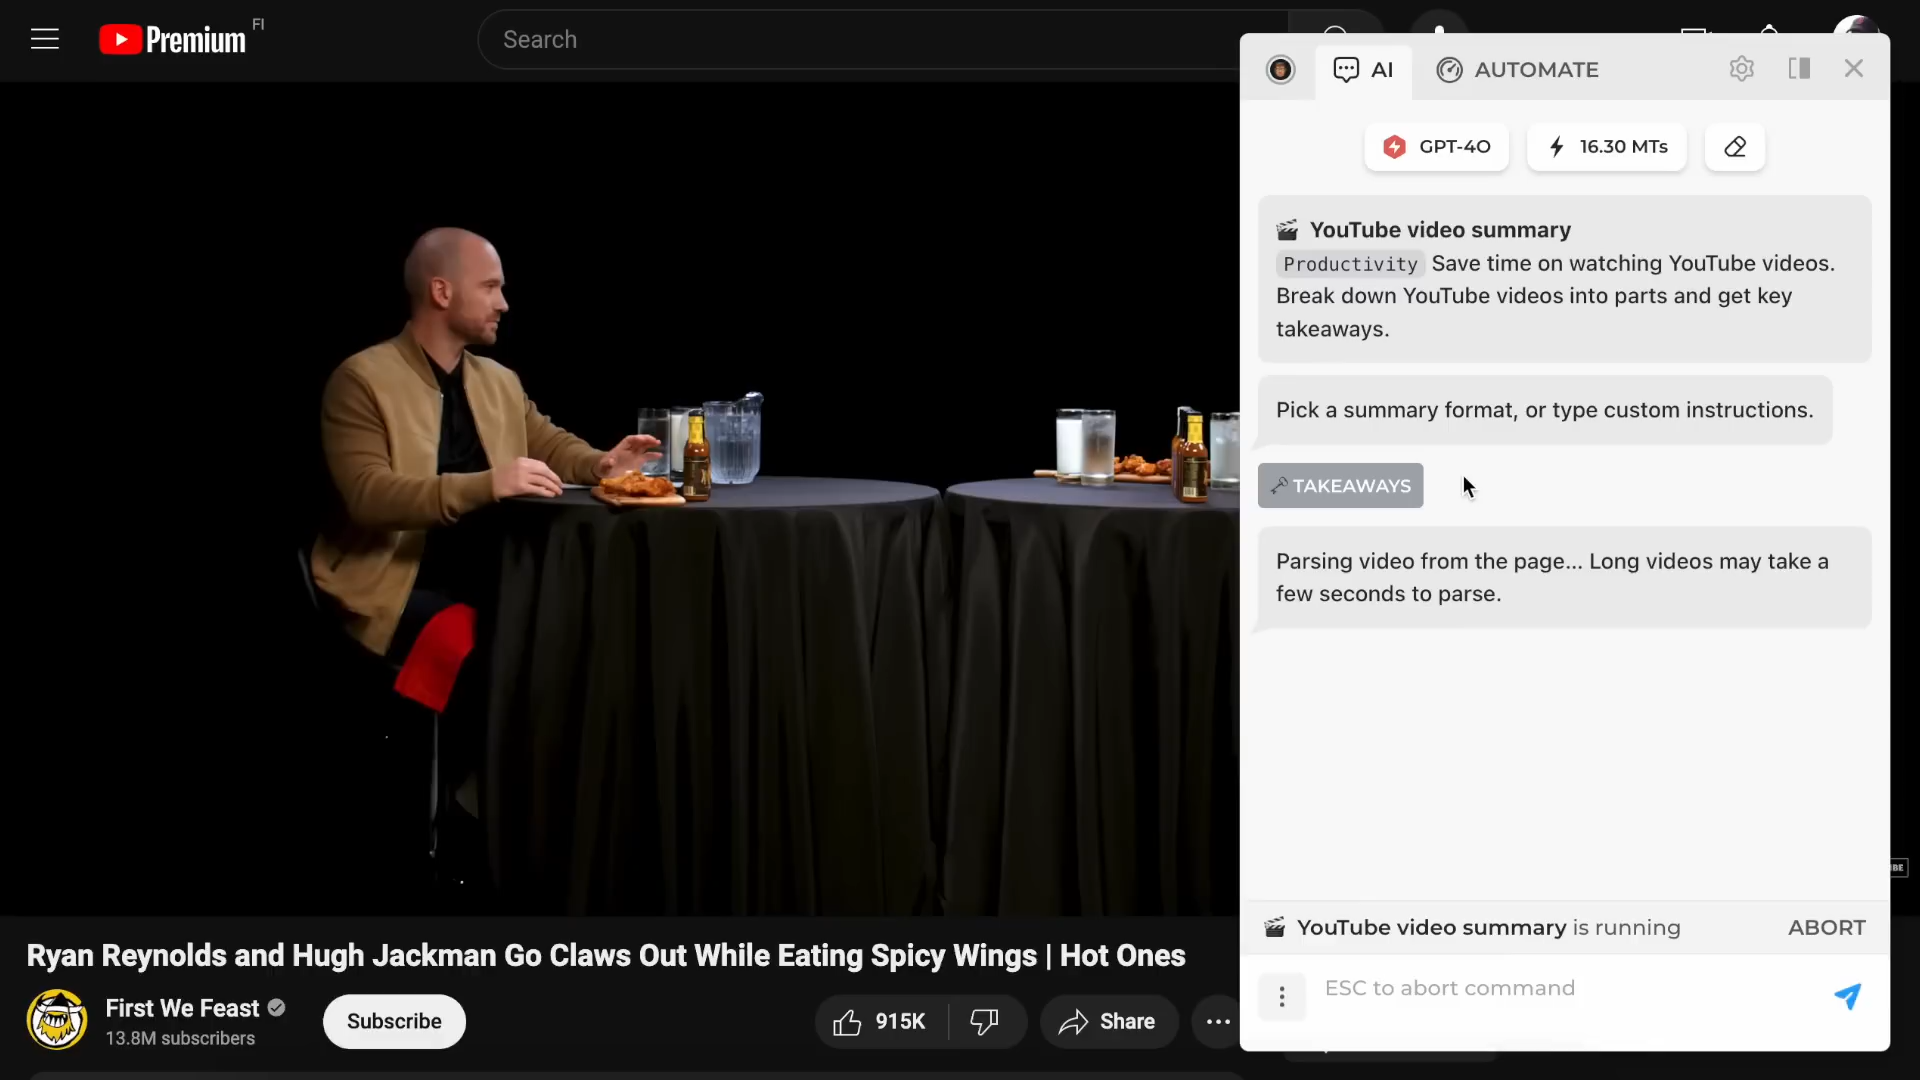 Premium
FI
Search
AI
AUTOMATE
GPT-4O
16.30 MTs
YouTube video summary
Productivity Save time on watching YouTube videos.
Break down YouTube videos into parts and get key
takeaways.
Pick a summary format, or type custom instructions.
TAKEAWAYS
Parsing video from the page... Long videos may take a
few seconds to parse.
YouTube video summary is running
ABORT
ESC to abort command
Ryan Reynolds and Hugh Jackman Go Claws Out While Eating Spicy Wings | Hot Ones
First We Feast
13.8M subscribers
Subscribe
915K
Share